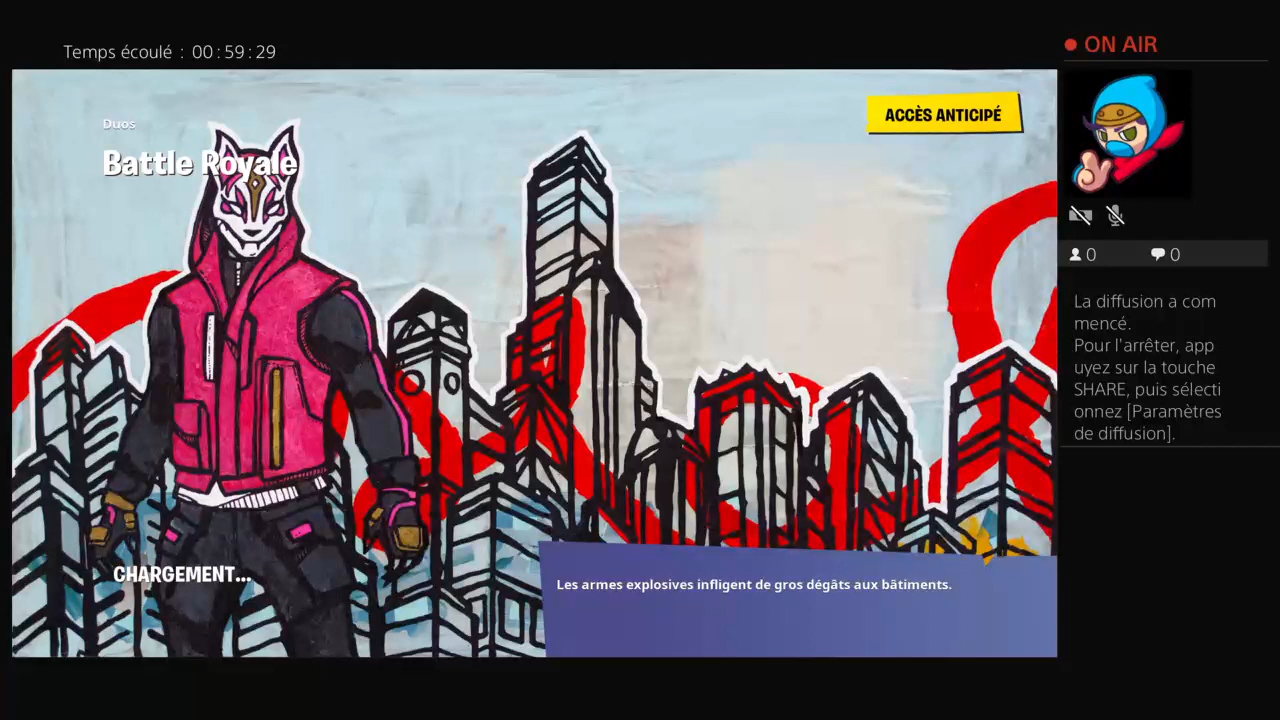 Temps écoulé : 00:59:29
ON AIR
Duos
Battle Royale
ACCÈS ANTICIPÉ
0
0
La diffusion a com
mencé.
Pour l'arrêter, app
uyez sur la touche
SHARE, puis sélecti
onnez [Paramètres
de diffusion].
CHARGEMENT...
Les armes explosives infligent de gros dégâts aux bâtiments.